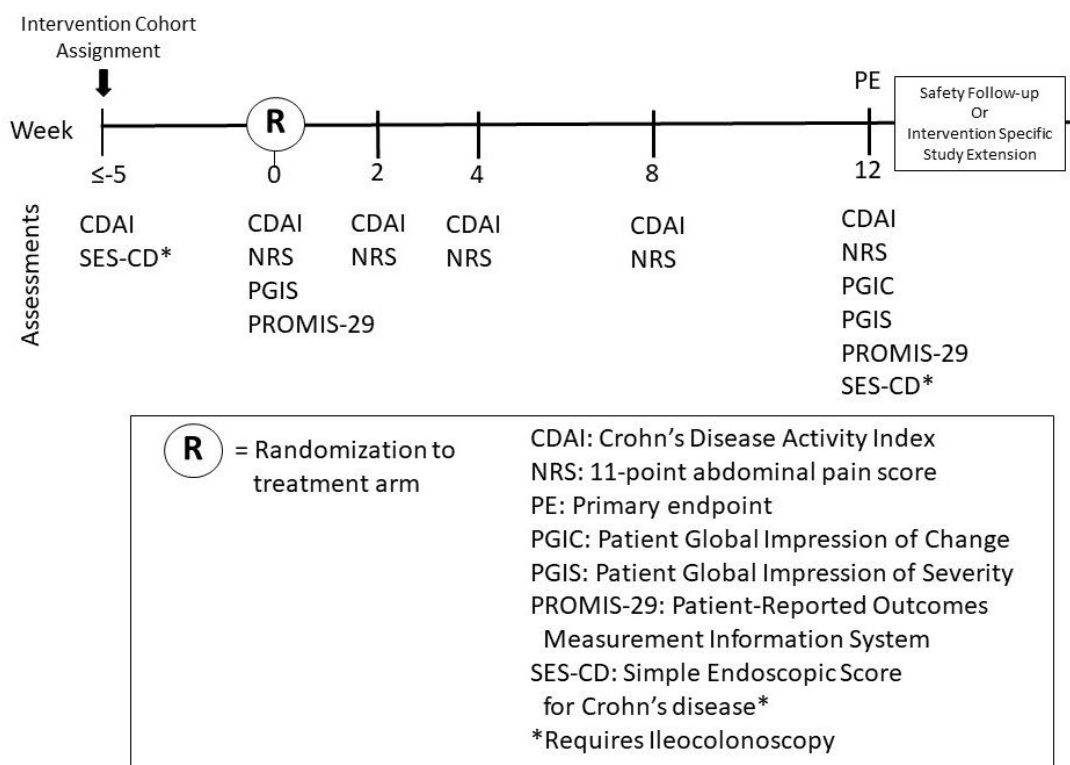 Intervention Cohort
Assignment
PE
Safety Follow-up
Or
Intervention Specific
Study Extension
Week
R
≤-5
0
2
4
8
12
Assessments
CDAI
SES-CD*
CDAI
NRS
PGIS
PROMIS-29
CDAI
NRS
CDAI
NRS
CDAI
NRS
CDAI
NRS
PGIC
PGIS
PROMIS-29
SES-CD*
R = Randomization to
treatment arm
CDAI: Crohn's Disease Activity Index
NRS: 11-point abdominal pain score
PE: Primary endpoint
PGIC: Patient Global Impression of Change
PGIS: Patient Global Impression of Severity
PROMIS-29: Patient-Reported Outcomes
Measurement Information System
SES-CD: Simple Endoscopic Score
for Crohn's disease*
*Requires Ileocolonoscopy